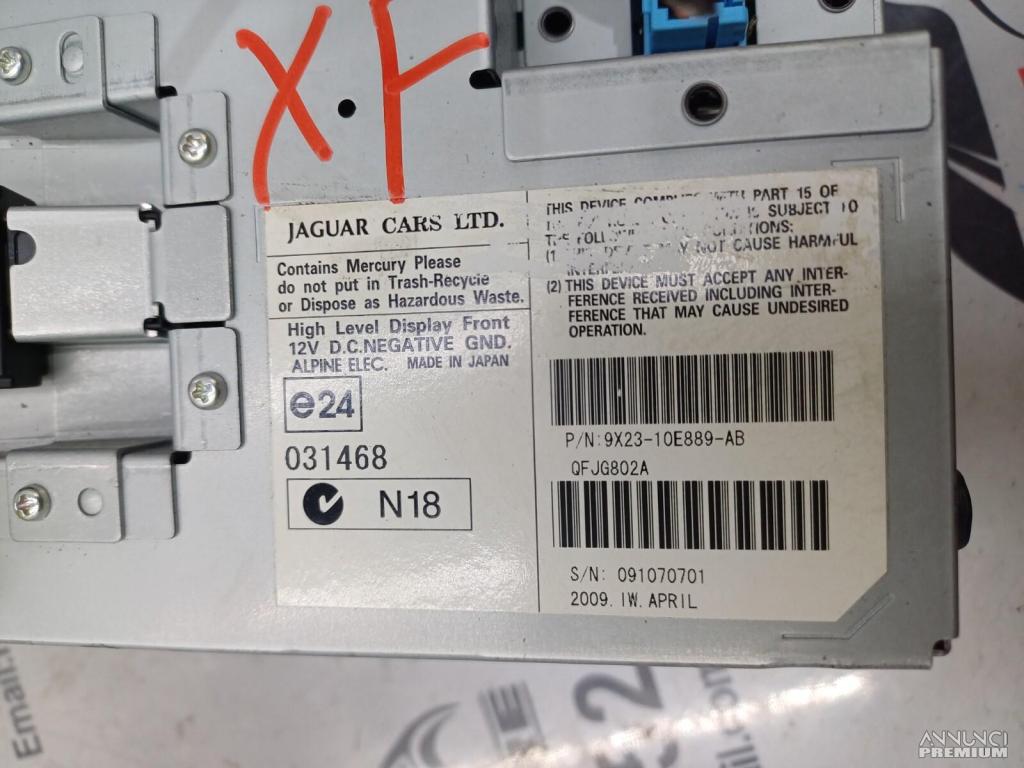 XF
JAGUAR CARS LTD.
Contains Mercury Please
do not put in Trash-Recycle
or Dispose as Hazardous Waste.
High Level Display Front
12V D.C.NEGATIVE GND.
ALPINE ELEC. MADE IN JAPAN
e24
031468
N18
THIS DEVICE WITH PART 15 OF
IS SUBJECT TO
NOT CAUSE HARMFUL
(2) THIS DEVICE MUST ACCEPT ANY INTER-
FERENCE RECEIVED INCLUDING INTER-
FERENCE THAT MAY CAUSE UNDESIRED
OPERATION.
P/N:9X23-10E889-AB
QFJG802A
S/N: 091070701
2009. 1W. APRIL
Email.
ANNUNCI
PREMIUM